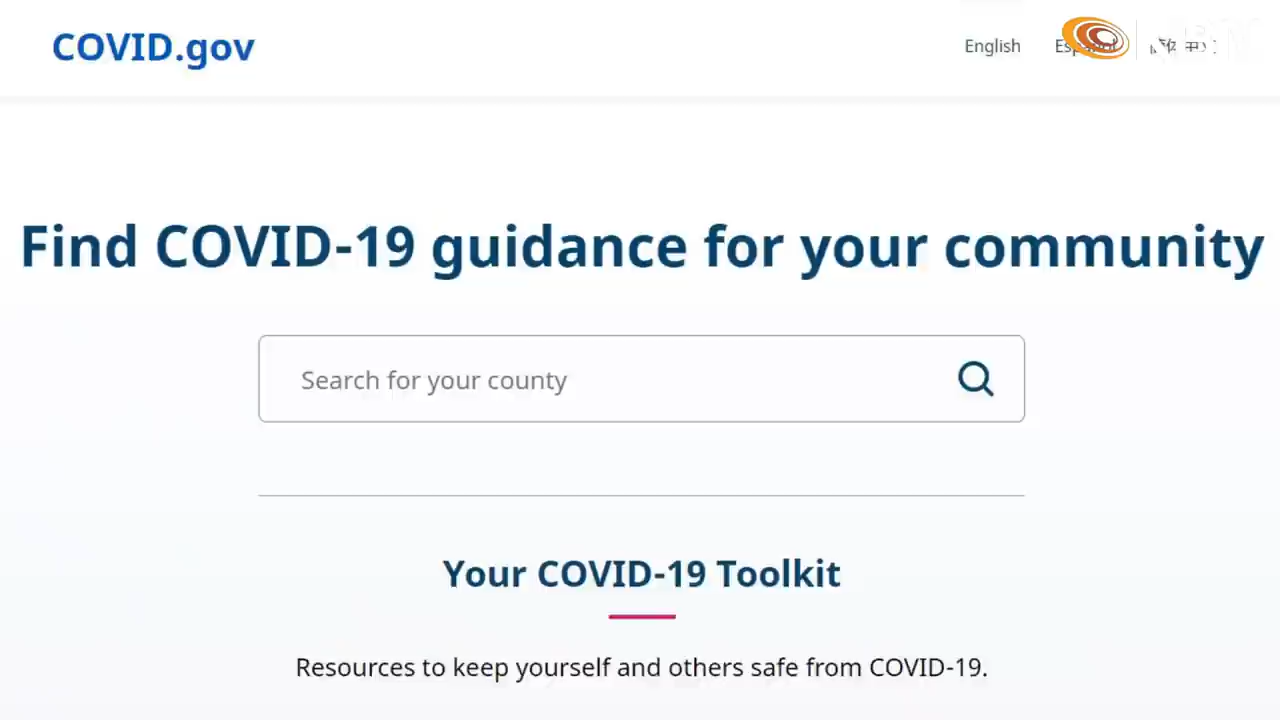 COVID.gov
English
Find COVID-19 guidance for your community
Search for your county
Your COVID-19 Toolkit
Resources to keep yourself and others safe from COVID-19.